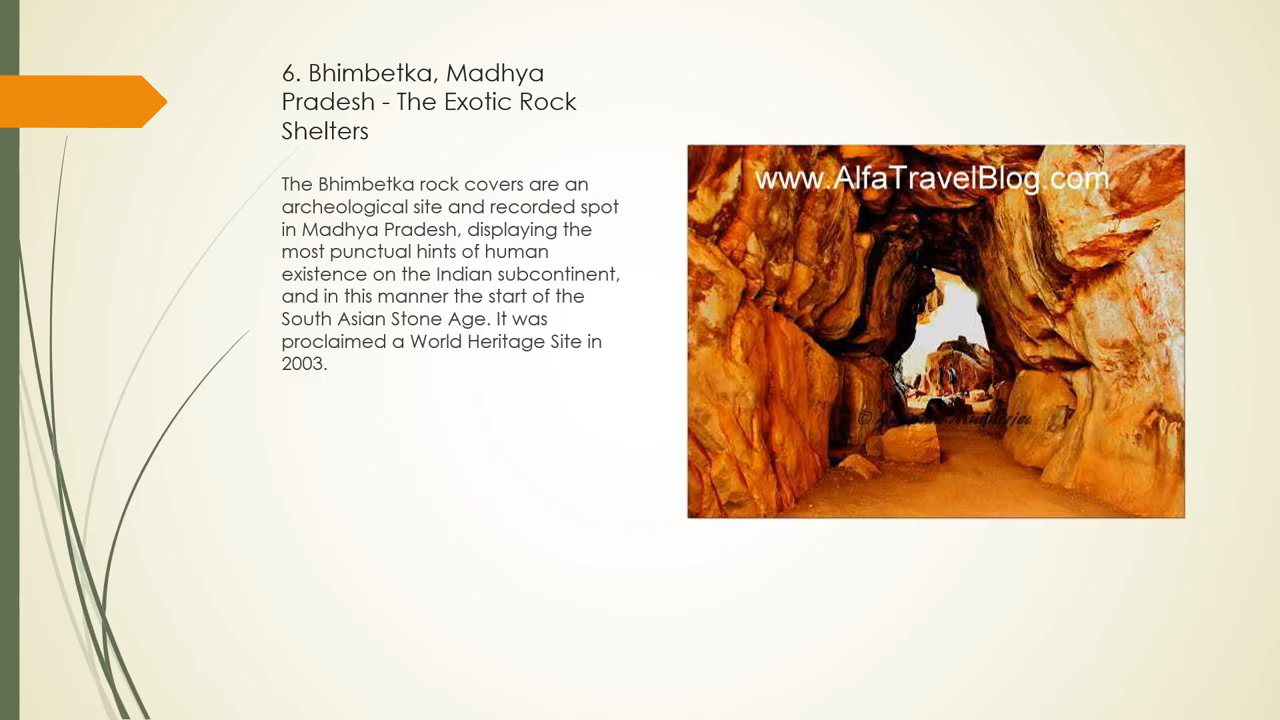 6. Bhimbetka, Madhya
Pradesh - The Exotic Rock
Shelters
The Bhimbetka rock covers are an
archeological site and recorded spot
in Madhya Pradesh, displaying the
most punctual hints of human
existence on the Indian subcontinent,
and in this manner the start of the
South Asian Stone Age. It was
proclaimed a World Heritage Site in
2003.
www.AlfaTravelBlog.com
©